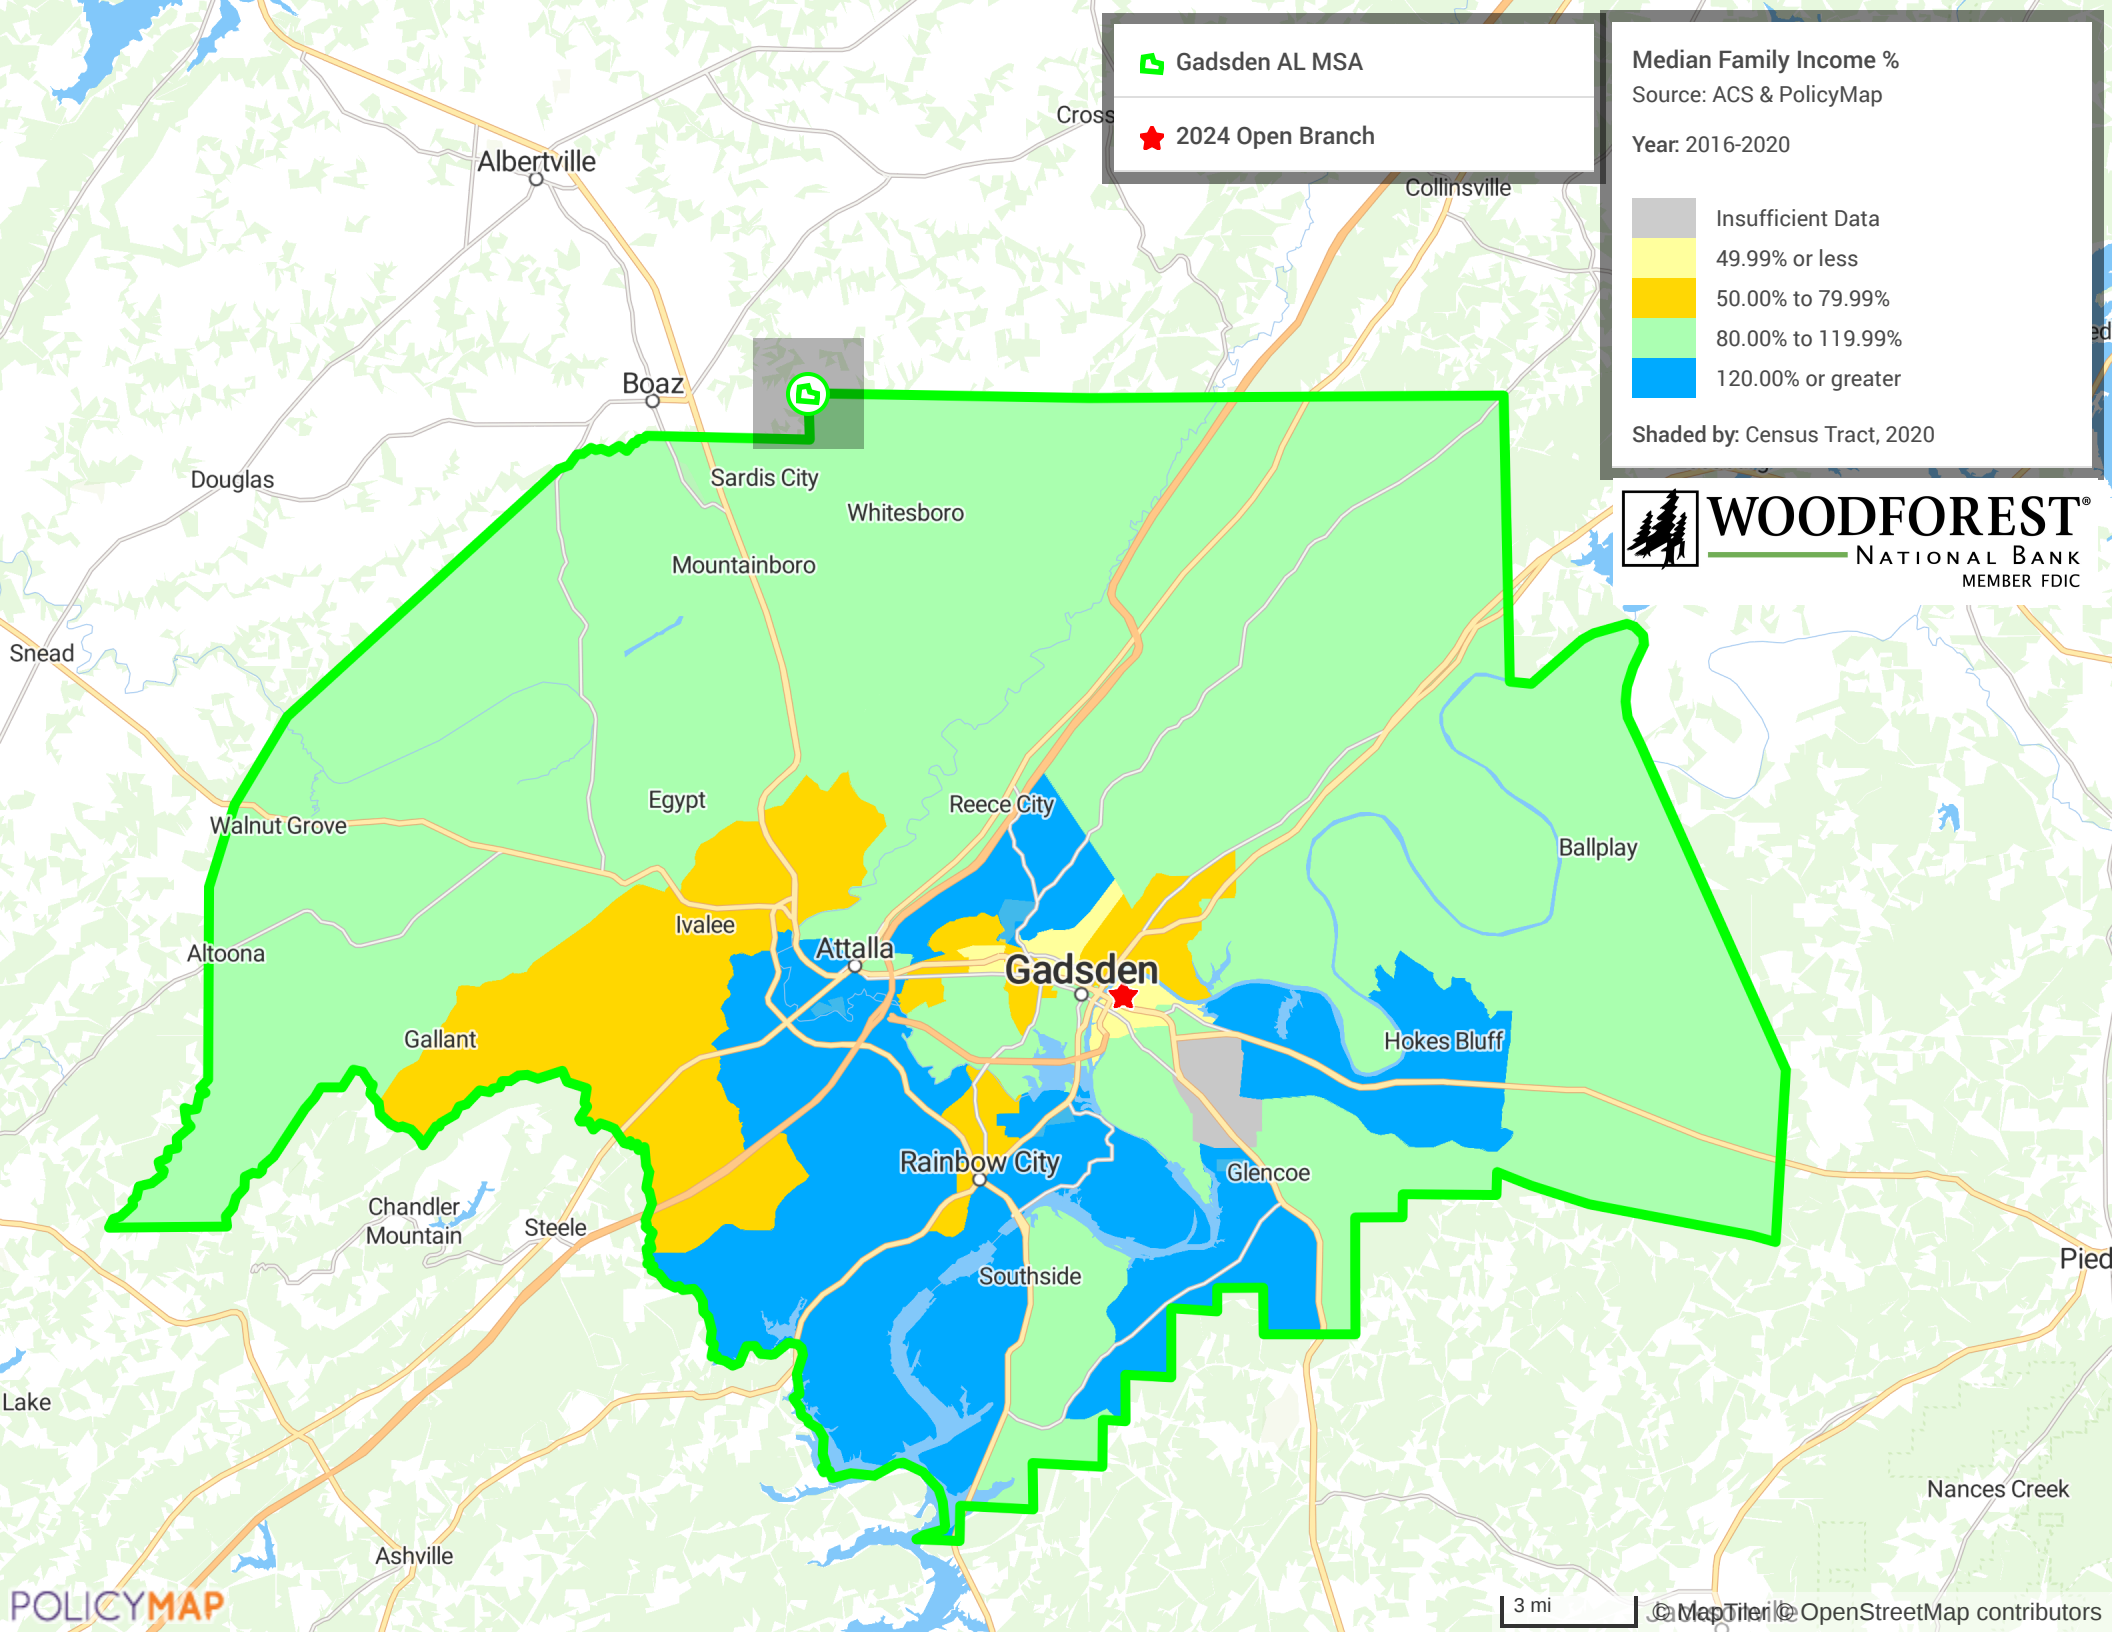 Gadsden AL MSA
2024 Open Branch
Median Family Income %
Source: ACS & PolicyMap
Year: 2016-2020
Insufficient Data
49.99% or less
50.00% to 79.99%
80.00% to 119.99%
120.00% or greater
Shaded by: Census Tract, 2020
WOODFOREST®
NATIONAL BANK
MEMBER FDIC
Cross
Albertville
Collinsville
Boaz
Douglas
Sardis City
Whitesboro
Mountainboro
Snead
Egypt
Reece City
Walnut Grove
Ballplay
Ivalee
Attalla
Altoona
Gadsden
Gallant
Hokes Bluff
Rainbow City
Glencoe
Chandler
Mountain
Steele
Southside
Pied
Lake
Nances Creek
Ashville
POLICYMAP
3 mi
Jacksonville
© MapTiler © OpenStreetMap contributors